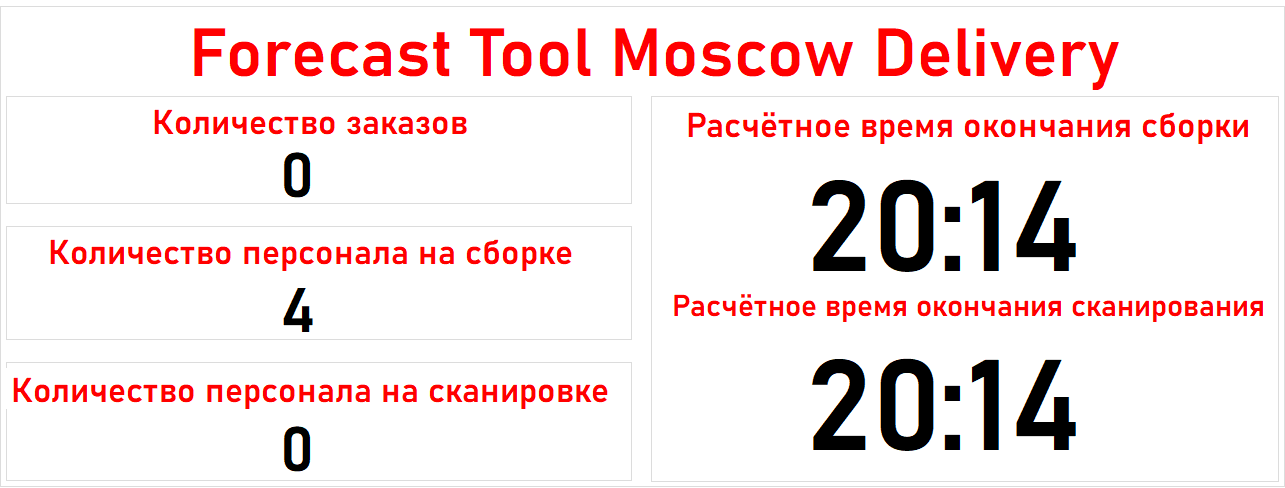 Forecast Tool Moscow Delivery
Количество заказов
0
Количество персонала на сборке
4
Количество персонала на сканировке
0
Расчётное время окончания сборки
20:14
Расчётное время окончания сканирования
20:14